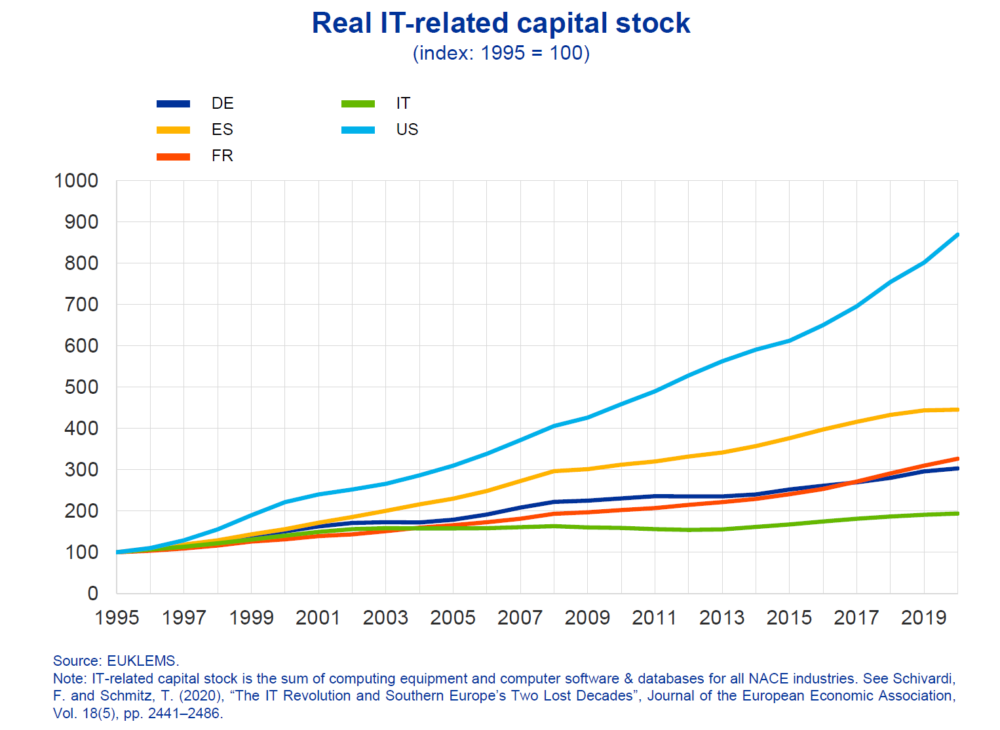 Real IT-related capital stock
(index: 1995 = 100)
DE
IT
ES
US
FR
1000
900
800
700
600
500
400
300
200
100
0
1995 1997 1999 2001 2003 2005 2007 2009 2011 2013 2015 2017 2019
Source: EUKLEMS.
Note: IT-related capital stock is the sum of computing equipment and computer software & databases for all NACE industries. See Schivardi,
F. and Schmitz, T. (2020), “The IT Revolution and Southern Europe’s Two Lost Decades”, Journal of the European Economic Association,
Vol. 18(5), pp. 2441–2486.